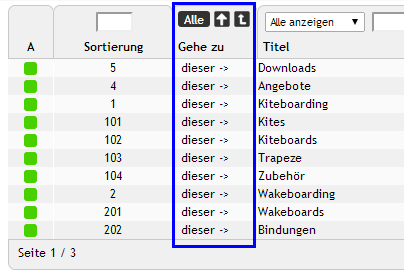 Alle Alle anzeigen
A Sortierung Gehe zu Titel
5 dieser -> Downloads
4 dieser -> Angebote
1 dieser -> Kiteboarding
101 dieser -> Kites
102 dieser -> Kiteboards
103 dieser -> Trapeze
104 dieser -> Zubehör
2 dieser -> Wakeboarding
201 dieser -> Wakeboards
202 dieser -> Bindungen
Seite 1 / 3